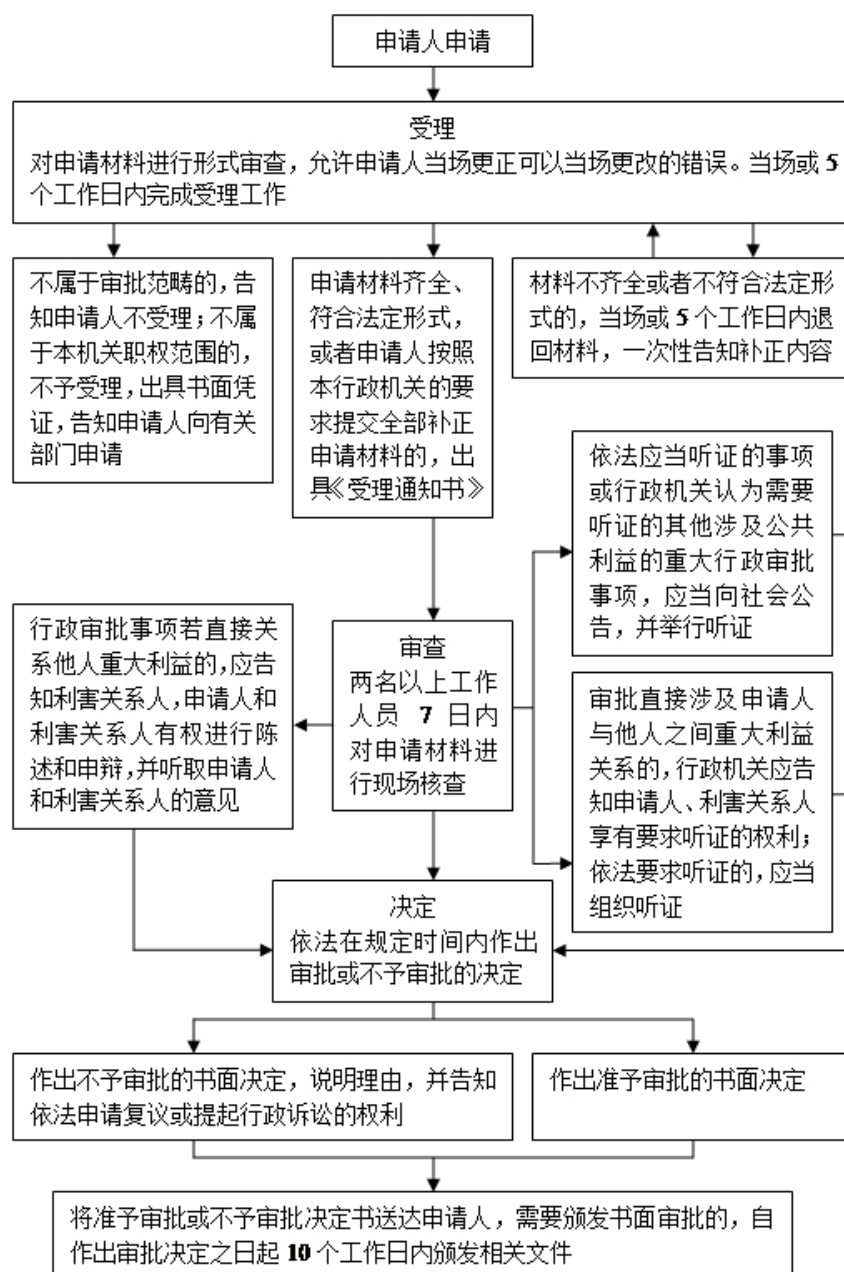 申请人申请
受理
对申请材料进行形式审查，允许申请人当场更正可以当场更改的错误。当场或 5
个工作日内完成受理工作
不属于审批范畴的，告
知申请人不受理；不属
于本机关职权范围的，
不予受理，出具书面凭
证，告知申请人向有关
部门申请
申请材料齐全、
符合法定形式，
或者申请人按照
本行政机关的要
求提交全部补正
申请材料的，出
具《受理通知书》
材料不齐全或者不符合法定形
式的，当场或 5 个工作日内退
回材料，一次性告知补正内容
依法应当听证的事项
或行政机关认为需要
听证的其他涉及公共
利益的重大行政审批
事项，应当向社会公
告，并举行听证
行政审批事项若直接关
系他人重大利益的，应告
知利害关系人，申请人和
利害关系人有权进行陈
述和申辩，并听取申请人
和利害关系人的意见
审查
两名以上工作
人员 7 日内
对申请材料进
行现场核查
审批直接涉及申请人
与他人之间重大利益
关系的，行政机关应告
知申请人、利害关系人
享有要求听证的权利；
依法要求听证的，应当
组织听证
决定
依法在规定时间内作出
审批或不予审批的决定
作出不予审批的书面决定，说明理由，并告知
依法申请复议或提起行政诉讼的权利
作出准予审批的书面决定
将准予审批或不予审批决定书送达申请人，需要颁发书面审批的，自
作出审批决定之日起 10 个工作日内颁发相关文件